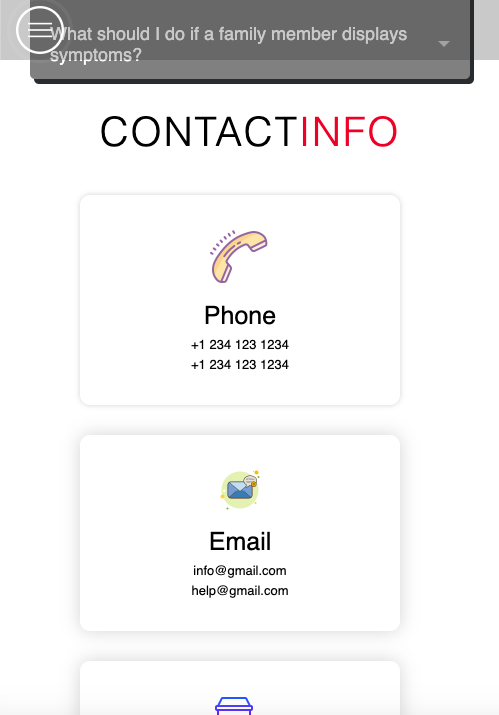 What should I do if a family member displays
symptoms?
CONTACTINFO
Phone
+1 234 123 1234
+1 234 123 1234
Email
info@gmail.com
help@gmail.com